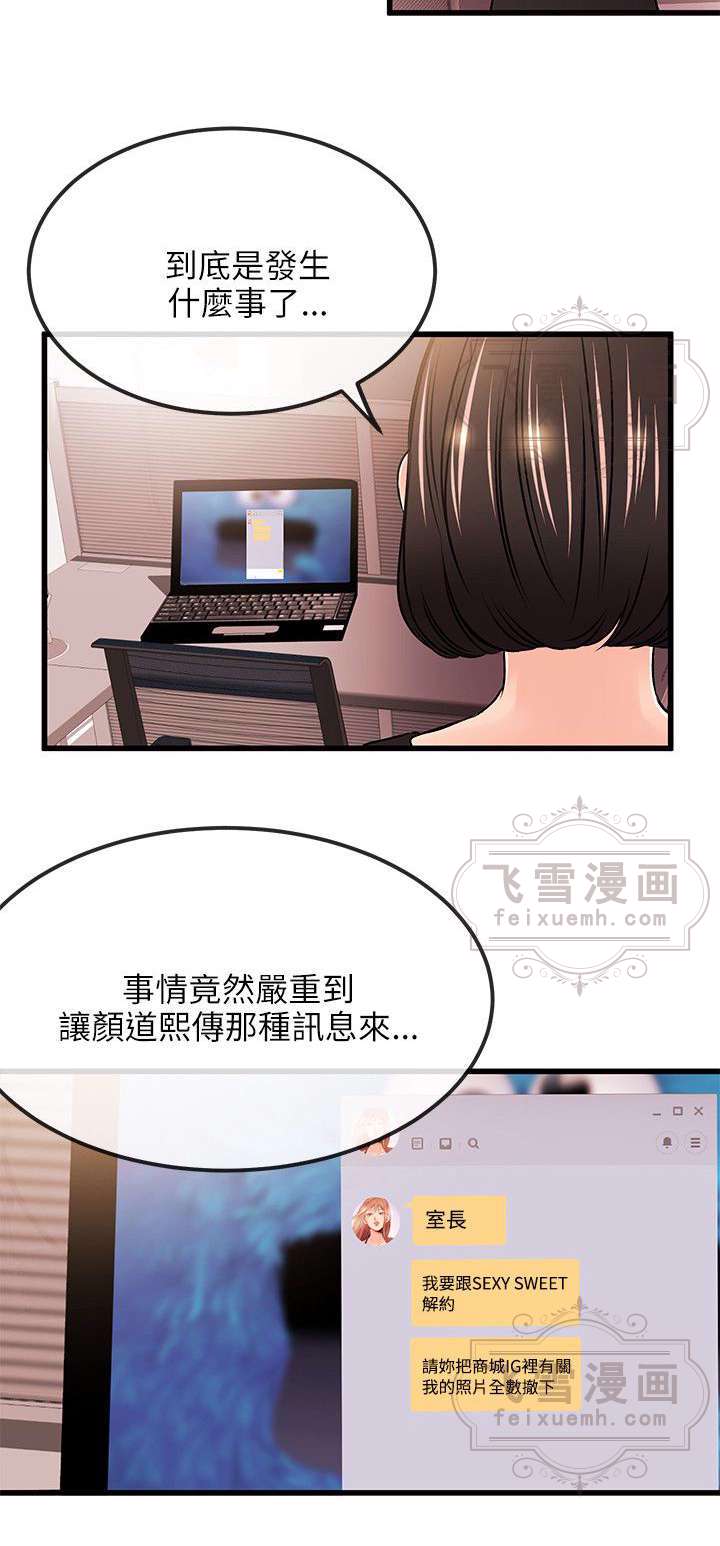 到底是發生
什麼事了...
飞雪漫画
feixuemh.com
事情竟然嚴重到
讓顏道熙傳那種訊息來...
室長
我要跟SEXY SWEET
解約
請妳把商城IG裡有關
我的照片全數撤下
飞雪漫画
feixuemh.com